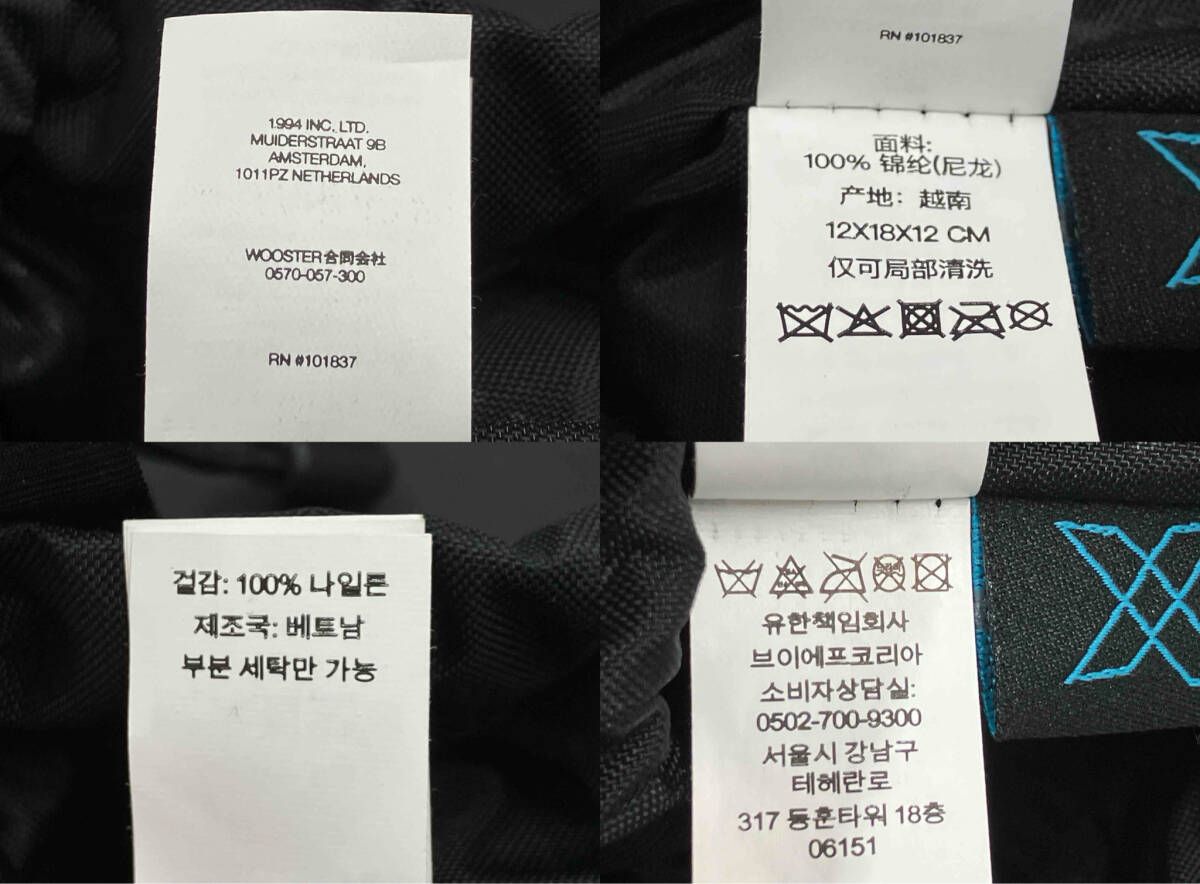 1994 INC, LTD.
MUIDERSTRAAT 9B
AMSTERDAM,
1011PZ NETHERLANDS
WOOSTER合同会社
0570-057-300
RN #101837
RN #101837
面料:
100% 锦纶(尼龙)
产地: 越南
12X18X12 CM
仅可局部清洗
겉감: 100% 나일론
제조국: 베트남
부분 세탁만 가능
유한책임회사
브이에프코리아
소비자상담실:
0502-700-9300
서울시 강남구
테헤란로
317 동훈타워 18층
06151